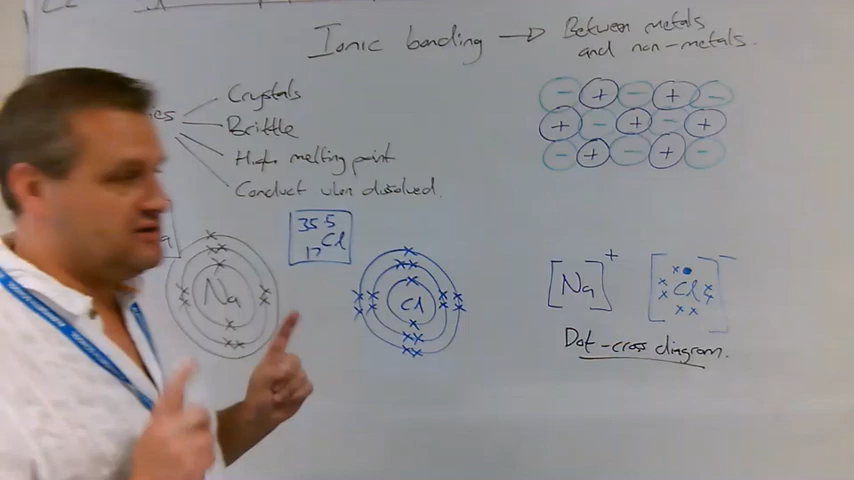 Ionic bonding → Between metals
and non-metals.
Crystals
Brittle
High melting point
Conduct when dissolved.
- + - + -
+ - + - +
- + - + -
35.5
17 Cl
Na
Cl
[Na]+
[Cl]-
Dot-cross diagram.